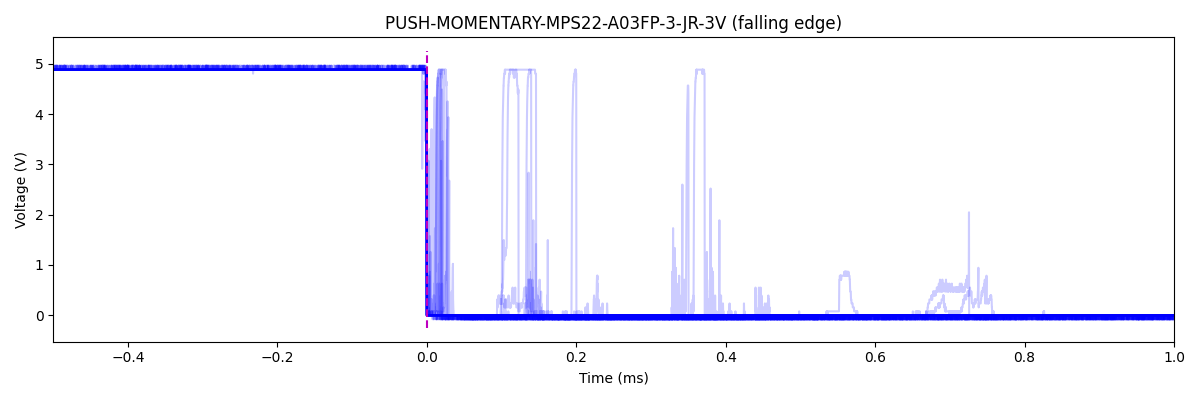 PUSH-MOMENTARY-MPS22-A03FP-3-JR-3V (falling edge)
5
4
3
2
1
0
Voltage (V)
−0.4 −0.2 0.0 0.2 0.4 0.6 0.8 1.0
Time (ms)